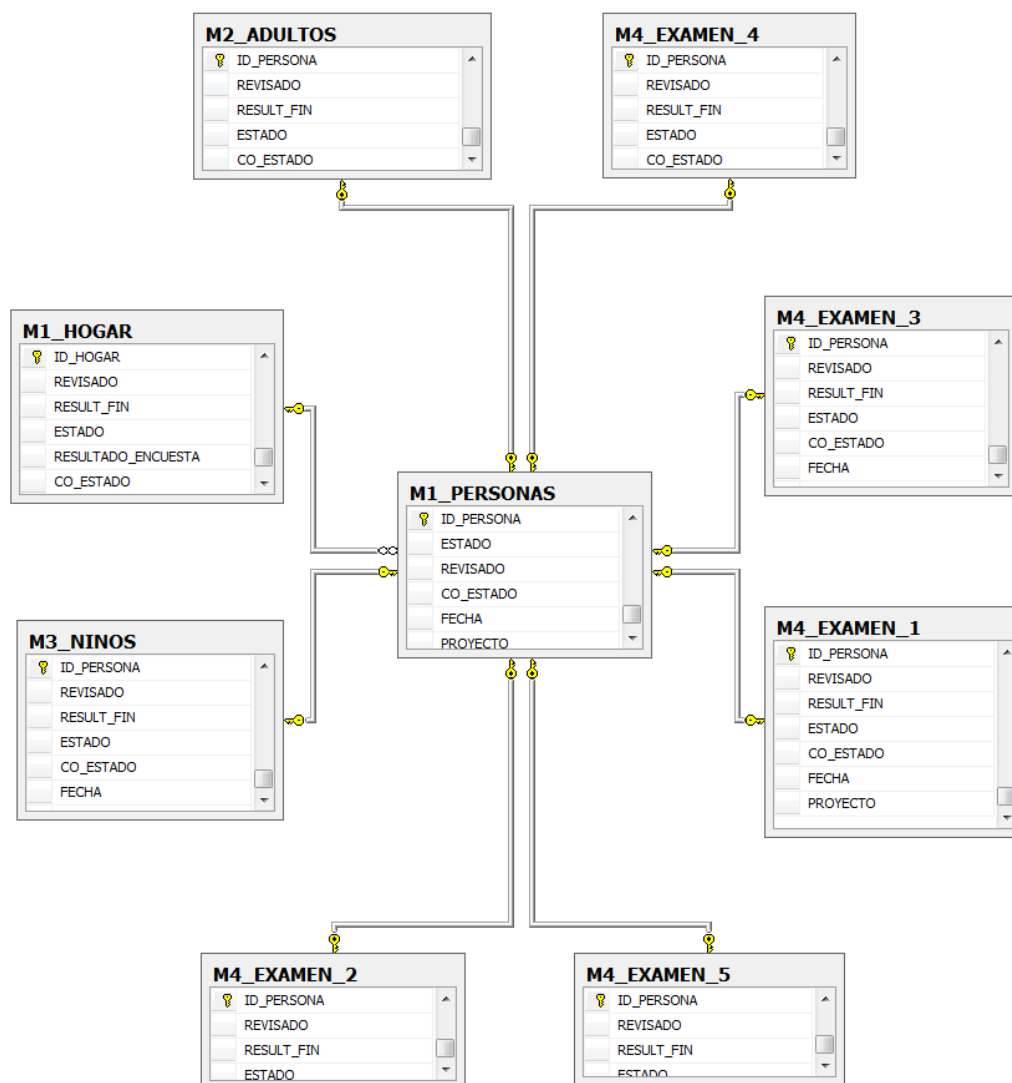 M2_ADULTOS
ID_PERSONA
REVISADO
RESULT_FIN
ESTADO
CO_ESTADO
M4_EXAMEN_4
ID_PERSONA
REVISADO
RESULT_FIN
ESTADO
CO_ESTADO
M1_HOGAR
ID_HOGAR
REVISADO
RESULT_FIN
ESTADO
RESULTADO_ENCUESTA
CO_ESTADO
M4_EXAMEN_3
ID_PERSONA
REVISADO
RESULT_FIN
ESTADO
CO_ESTADO
FECHA
M1_PERSONAS
ID_PERSONA
ESTADO
REVISADO
CO_ESTADO
FECHA
PROYECTO
M3_NINOS
ID_PERSONA
REVISADO
RESULT_FIN
ESTADO
CO_ESTADO
FECHA
M4_EXAMEN_1
ID_PERSONA
REVISADO
RESULT_FIN
ESTADO
CO_ESTADO
FECHA
PROYECTO
M4_EXAMEN_2
ID_PERSONA
REVISADO
RESULT_FIN
ESTADO
M4_EXAMEN_5
ID_PERSONA
REVISADO
RESULT_FIN
ESTADO